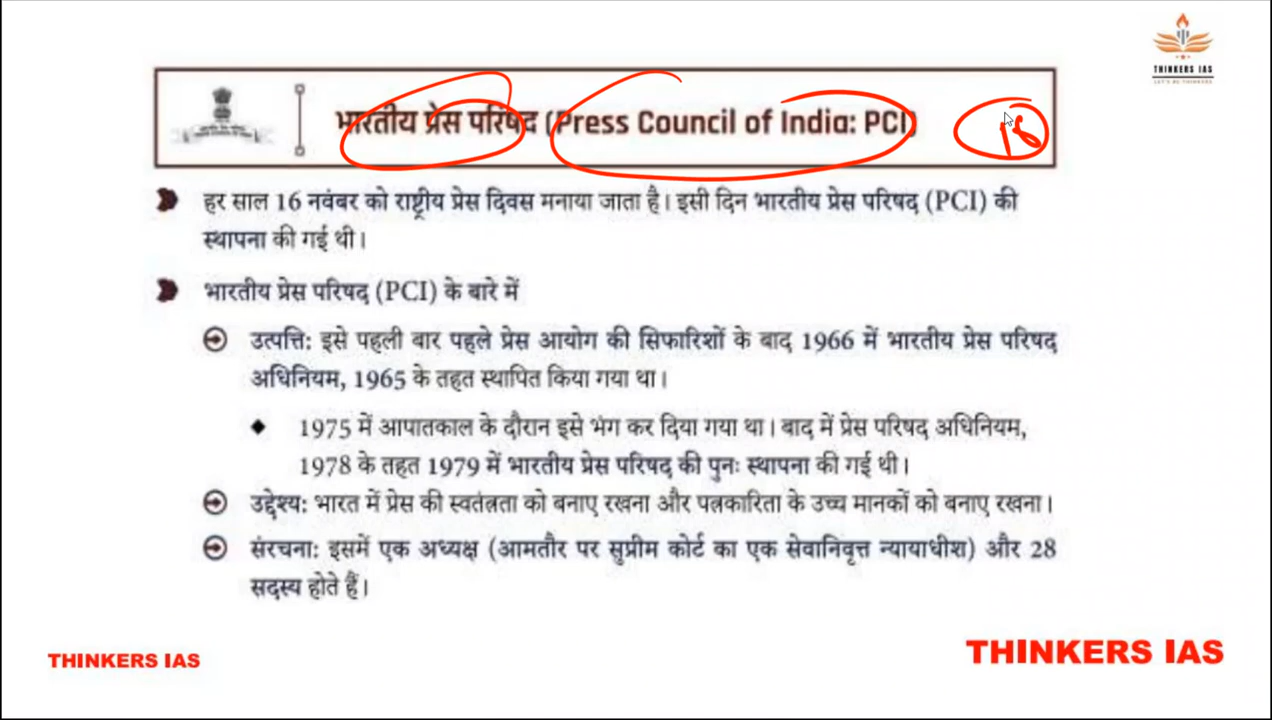 THINKERS IAS
LET'S BE THINKERS
भारतीय प्रेस परिषद (Press Council of India: PCI)
18
हर साल 16 नवंबर को राष्ट्रीय प्रेस दिवस मनाया जाता है। इसी दिन भारतीय प्रेस परिषद (PCI) की
स्थापना की गई थी।
भारतीय प्रेस परिषद (PCI) के बारे में
उत्पत्ति: इसे पहली बार पहले प्रेस आयोग की सिफारिशों के बाद 1966 में भारतीय प्रेस परिषद
अधिनियम, 1965 के तहत स्थापित किया गया था।
1975 में आपातकाल के दौरान इसे भंग कर दिया गया था। बाद में प्रेस परिषद अधिनियम,
1978 के तहत 1979 में भारतीय प्रेस परिषद की पुनः स्थापना की गई थी।
उद्देश्य: भारत में प्रेस की स्वतंत्रता को बनाए रखना और पत्रकारिता के उच्च मानकों को बनाए रखना।
संरचना: इसमें एक अध्यक्ष (आमतौर पर सुप्रीम कोर्ट का एक सेवानिवृत्त न्यायाधीश) और 28
सदस्य होते हैं।
THINKERS IAS
THINKERS IAS